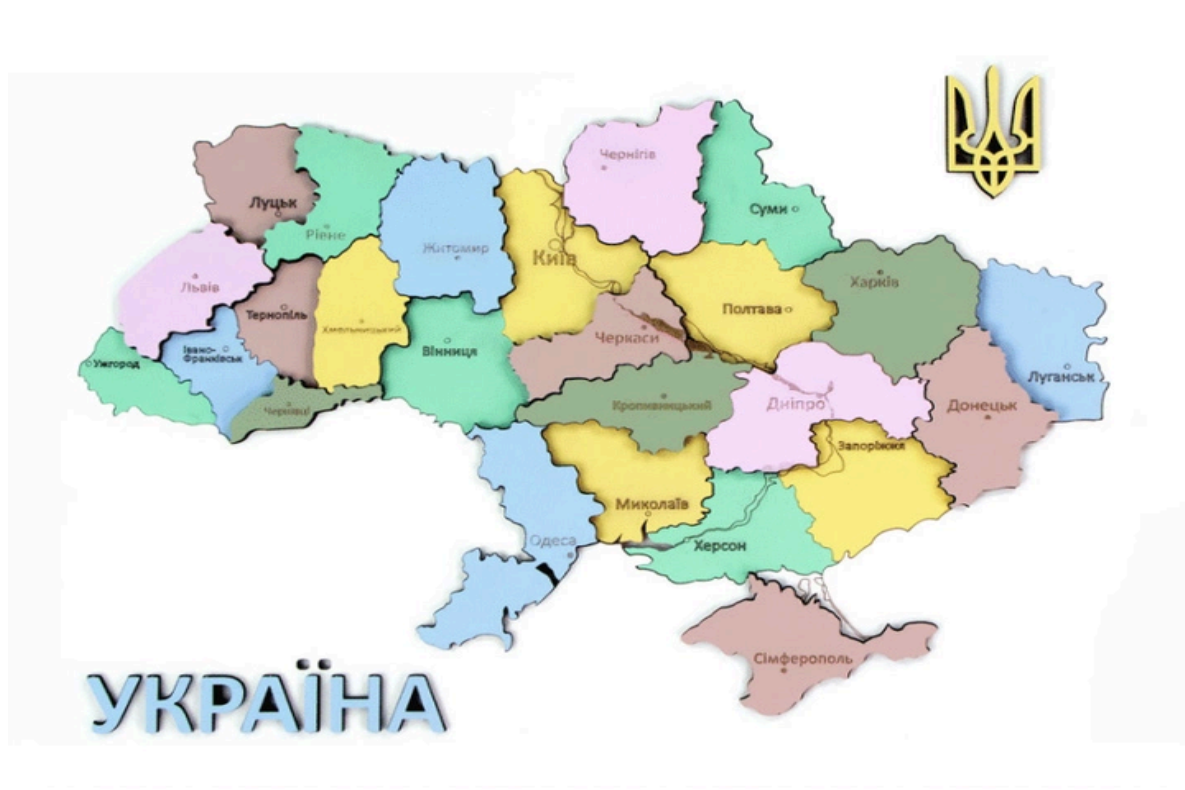 Чернігів
Луцьк
Суми
Рівне
Житомир
Київ
Львів
Харків
Тернопіль
Хмельницький
Полтава
Черкаси
Вінниця
Івано-
Франківськ
Ужгород
Луганськ
Чернівці
Кропивницький
Дніпро
Донецьк
Запоріжжя
Миколаїв
Одеса
Херсон
Сімферополь
УКРАЇНА